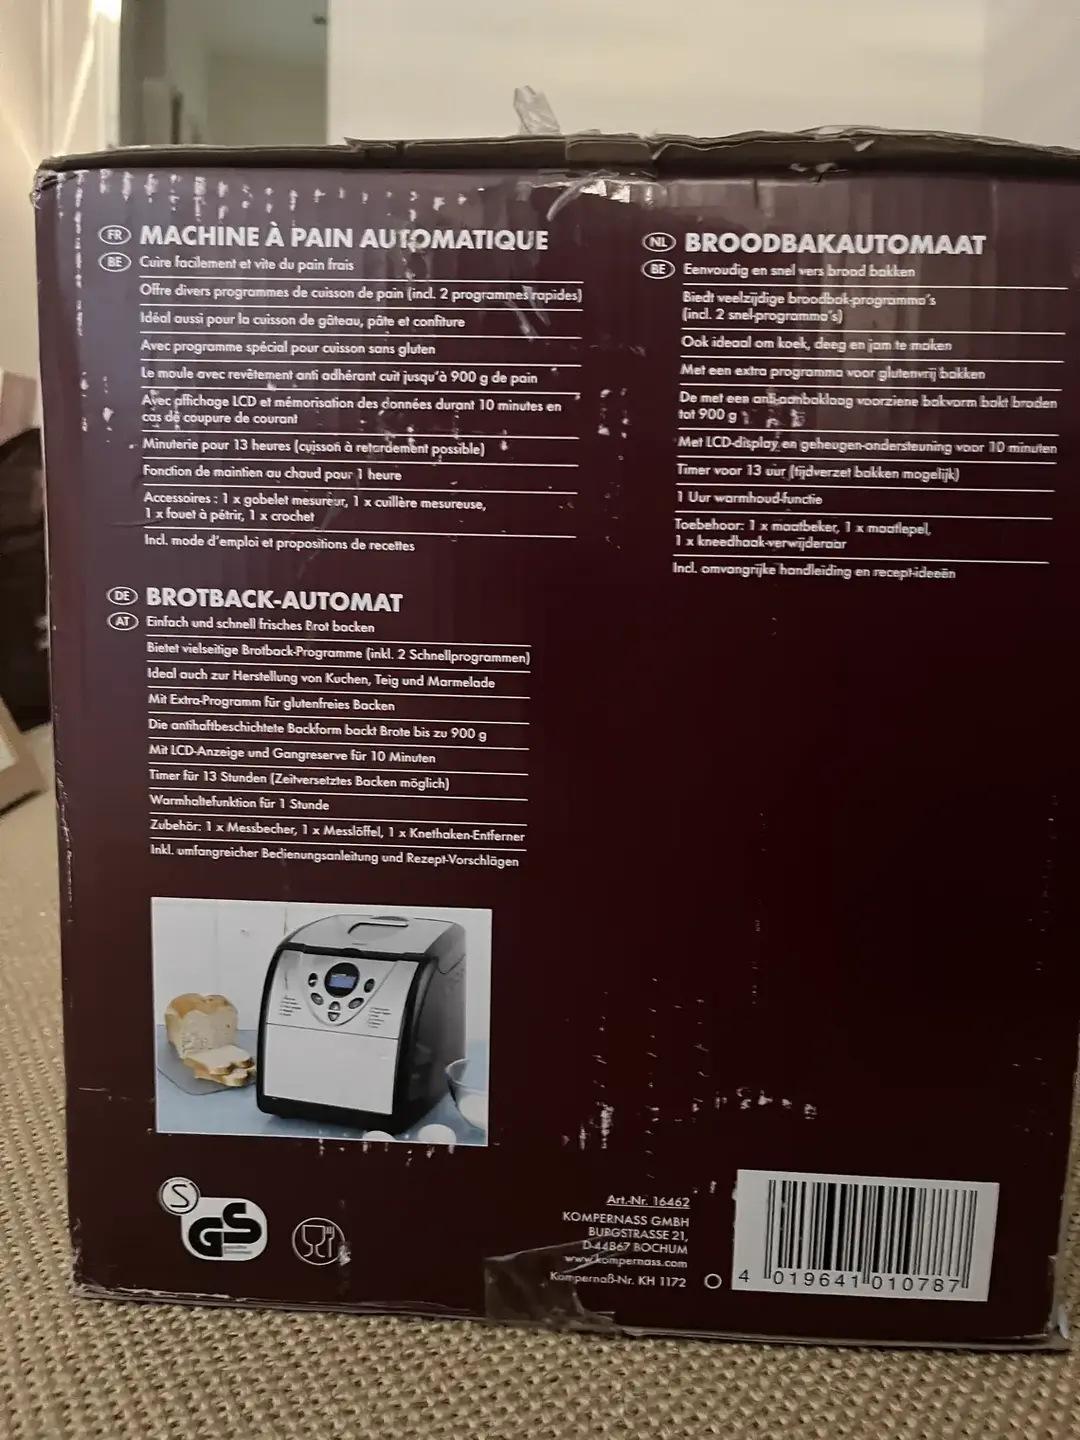 FR MACHINE À PAIN AUTOMATIQUE
BE Cuire facilement et vite du pain frais
Offre divers programmes de cuisson de pain (incl. 2 programmes rapides)
Idéal aussi pour la cuisson de gâteau, pâte et confiture
Avec programme spécial pour cuisson sans gluten
Le moule avec revêtement anti adhérant cuit jusqu'à 900 g de pain
Avec affichage LCD et mémorisation des données durant 10 minutes en
cas de coupure de courant
Minuterie pour 13 heures (cuisson à retardement possible)
Fonction de maintien au chaud pour 1 heure
Accessoires : 1 x gobelet mesureur, 1 x cuillère mesureuse,
1 x fouet à pétrir, 1 x crochet
Incl. mode d'emploi et propositions de recettes
NL BROODBAKAUTOMAAT
BE Eenvoudig en snel vers brood bakken
Biedt veelzijdige broodbak-programma's
(incl. 2 snel-programma's)
Ook ideaal om koek, deeg en jam te maken
Met een extra programma voor glutenvrij bakken
De met een anti-aanbaklaag voorziene bakvorm bakt broden
tot 900 g
Met LCD-display en geheugen-ondersteuning voor 10 minuten
Timer voor 13 uur (tijdverzet bakken mogelijk)
1 Uur warmhoud-functie
Toebehoor: 1 x maatbeker, 1 x maatlepel,
1 x kneedhaak-verwijderaar
Incl. omvangrijke handleiding en recept-ideeën
DE BROTBACK-AUTOMAT
AT Einfach und schnell frisches Brot backen
Bietet vielseitige Brotback-Programme (inkl. 2 Schnellprogrammen)
Ideal auch zur Herstellung von Kuchen, Teig und Marmelade
Mit Extra-Programm für glutenfreies Backen
Die antihaftbeschichtete Backform backt Brote bis zu 900 g
Mit LCD-Anzeige und Gangreserve für 10 Minuten
Timer für 13 Stunden (Zeitversetztes Backen möglich)
Warmhaltefunktion für 1 Stunde
Zubehör: 1 x Messbecher, 1 x Messlöffel, 1 x Knethaken-Entferner
Inkl. umfangreicher Bedienungsanleitung und Rezept-Vorschlägen
S
GS
Art.-Nr. 16462
KOMPERNASS GMBH
BURGSTRASSE 21,
D-44867 BOCHUM
www.kompernass.com
Kompernaß-Nr. KH 1172
4 019641 010787